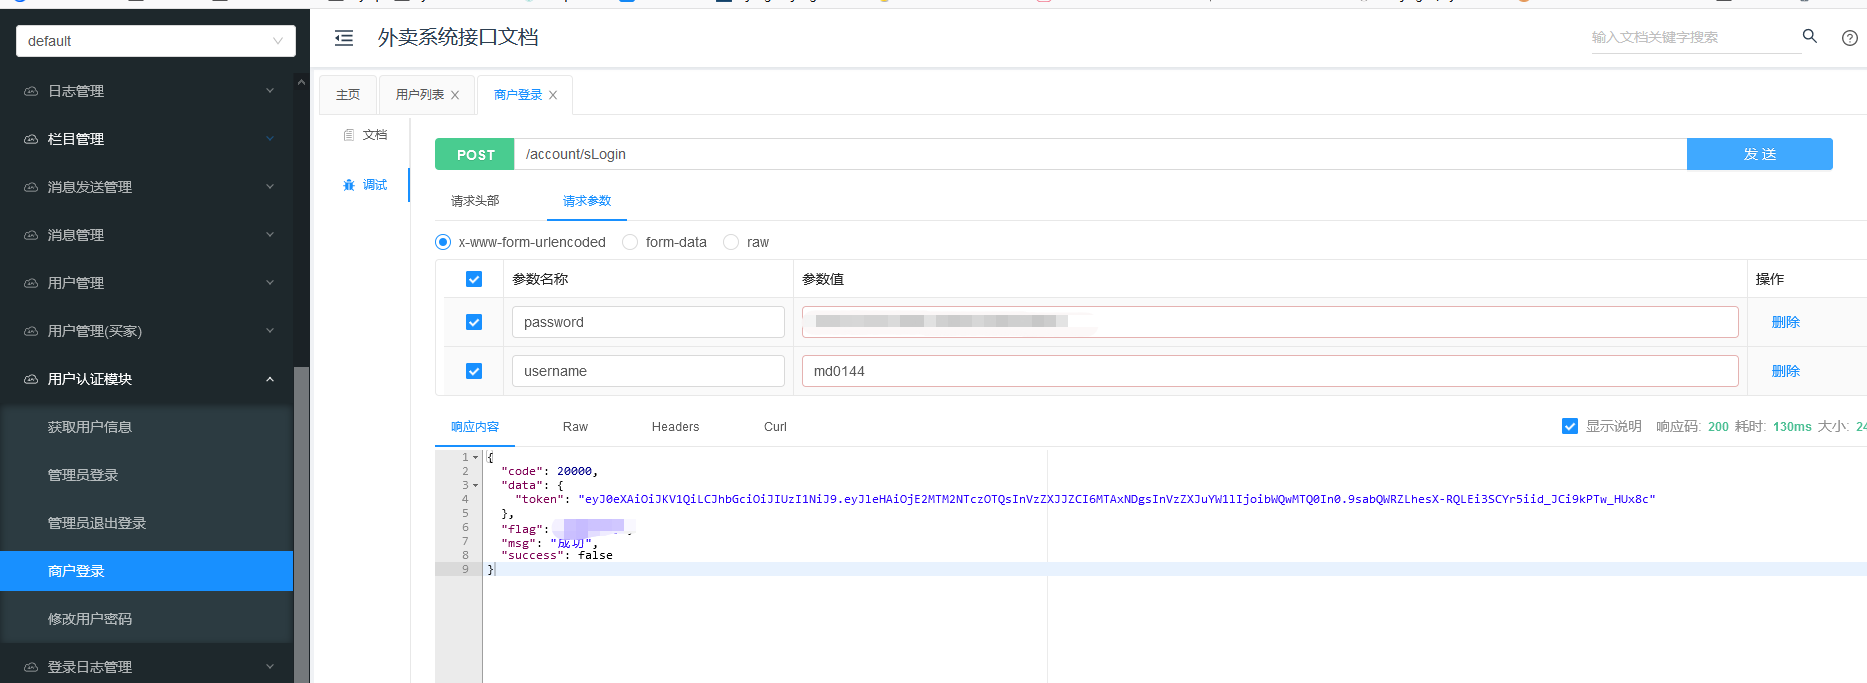 default
外卖系统接口文档
输入文档关键字搜索
日志管理
栏目管理
消息发送管理
消息管理
用户管理
用户管理(买家)
用户认证模块
获取用户信息
管理员登录
管理员退出登录
商户登录
修改用户密码
登录日志管理
主页
用户列表
商户登录
文档
调试
POST /account/sLogin 发 送
请求头部 请求参数
x-www-form-urlencoded form-data raw
参数名称 参数值 操作
password 删除
username md0144 删除
响应内容 Raw Headers Curl 显示说明 响应码: 200 耗时: 130ms 大小: 24
1 {
2 "code": 20000,
3 "data": {
4 "token": "eyJ0eXAiOiJKV1QiLCJhbGciOiJIUzI1NiJ9.eyJleHAiOjE2MTM2NTczOTQsInVzZXJJZCI6MTAxNDgsInVzZXJuYW1lIjoibWQwMTQ0In0.9sabQWRZLhesX-RQLEi3SCYr5iid_JCi9kPTw_HUx8c"
5 },
6 "flag":
7 "msg": "成功",
8 "success": false
9 }